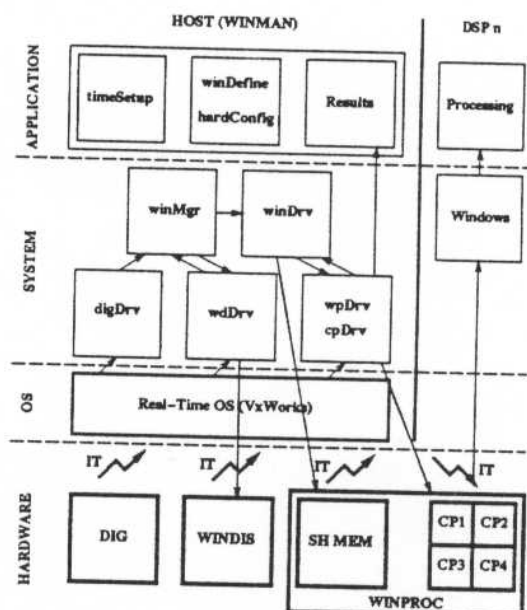 HOST (WINMAN)
DSP n
APPLICATION
timeSetup
winDefine
hardConfig
Results
Processing
SYSTEM
winMgr
winDrv
Windows
digDrv
wdDrv
wpDrv
cpDrv
OS
Real-Time OS (VxWorks)
HARDWARE
IT
IT
IT
IT
DIG
WINDIS
SH MEM
CP1
CP2
CP3
CP4
WINPROC